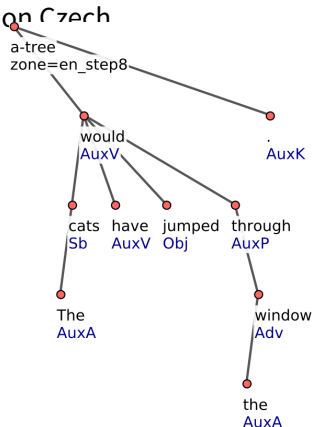 on Czech
a-tree
zone=en_step8
would
AuxV
.
AuxK
cats
Sb
have
AuxV
jumped
Obj
through
AuxP
The
AuxA
window
Adv
the
AuxA